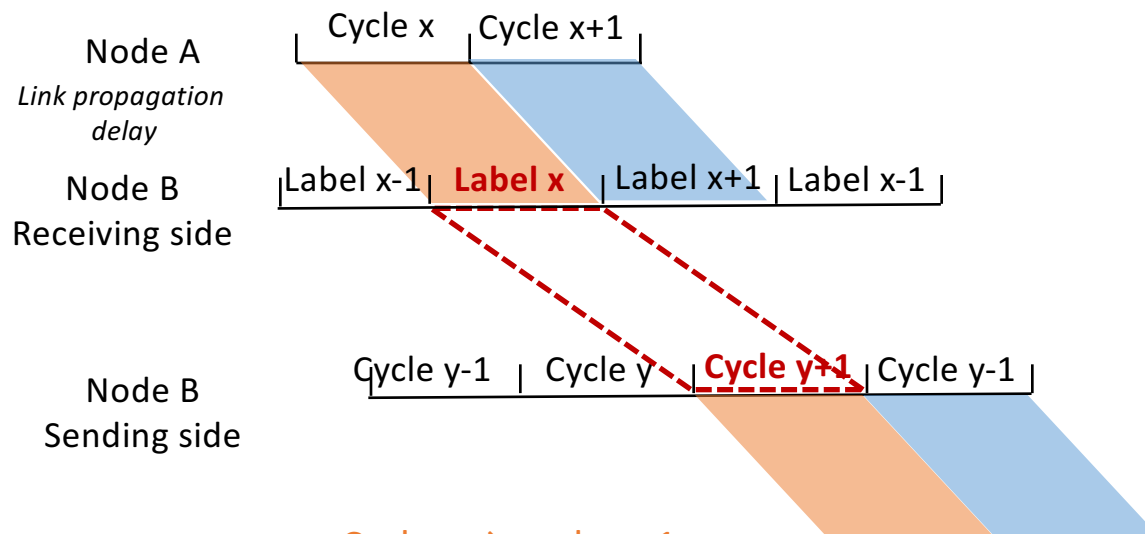 Cycle x Cycle x+1
Node A
Link propagation
delay
Label x-1 Label x Label x+1 Label x-1
Node B
Receiving side
Cycle y-1 Cycle y Cycle y+1 Cycle y-1
Node B
Sending side